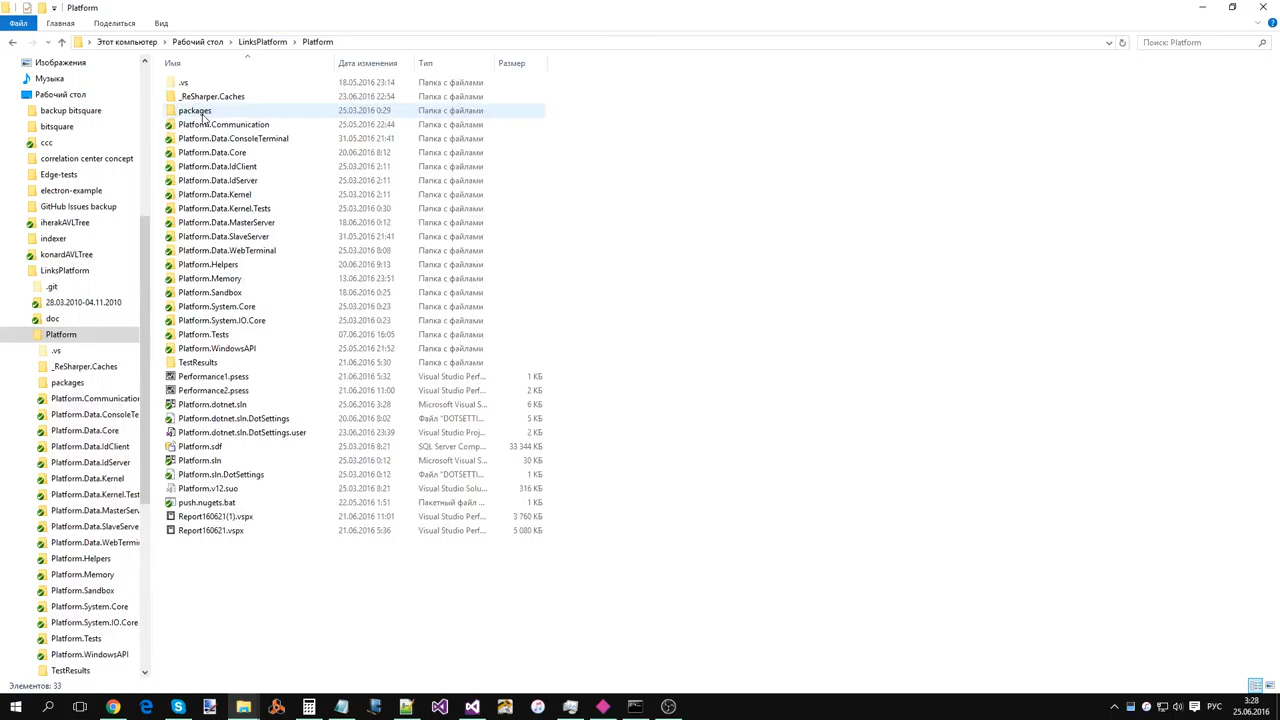 Platform
Файл Главная Поделиться Вид
Этот компьютер Рабочий стол LinksPlatform Platform Поиск: Platform
Изображения
Музыка
Рабочий стол
backup bitsquare
bitsquare
ccc
correlation center concept
Edge-tests
electron-example
GitHub Issues backup
iherakAVLTree
indexer
konardAVLTree
LinksPlatform
.git
28.03.2010-04.11.2010
doc
Platform
.vs
_ReSharper.Caches
packages
Platform.Communication
Platform.Data.ConsoleTe
Platform.Data.Core
Platform.Data.IdClient
Platform.Data.IdServer
Platform.Data.Kernel
Platform.Data.Kernel.Test
Platform.Data.MasterServ
Platform.Data.SlaveServe
Platform.Data.WebTermin
Platform.Helpers
Platform.Memory
Platform.Sandbox
Platform.System.Core
Platform.System.IO.Core
Platform.Tests
Platform.WindowsAPI
TestResults
Имя Дата изменения Тип Размер
.vs 18.05.2016 23:14 Папка с файлами
_ReSharper.Caches 23.06.2016 22:54 Папка с файлами
packages 25.03.2016 0:29 Папка с файлами
Platform.Communication 25.05.2016 22:44 Папка с файлами
Platform.Data.ConsoleTerminal 31.05.2016 21:41 Папка с файлами
Platform.Data.Core 20.06.2016 8:12 Папка с файлами
Platform.Data.IdClient 25.03.2016 2:11 Папка с файлами
Platform.Data.IdServer 25.03.2016 2:11 Папка с файлами
Platform.Data.Kernel 25.03.2016 2:11 Папка с файлами
Platform.Data.Kernel.Tests 25.03.2016 0:30 Папка с файлами
Platform.Data.MasterServer 18.06.2016 0:12 Папка с файлами
Platform.Data.SlaveServer 31.05.2016 21:41 Папка с файлами
Platform.Data.WebTerminal 25.03.2016 8:08 Папка с файлами
Platform.Helpers 20.06.2016 9:13 Папка с файлами
Platform.Memory 13.06.2016 23:51 Папка с файлами
Platform.Sandbox 18.06.2016 0:25 Папка с файлами
Platform.System.Core 25.03.2016 0:23 Папка с файлами
Platform.System.IO.Core 25.03.2016 0:23 Папка с файлами
Platform.Tests 07.06.2016 16:05 Папка с файлами
Platform.WindowsAPI 25.05.2016 21:52 Папка с файлами
TestResults 21.06.2016 5:30 Папка с файлами
Performance1.psess 21.06.2016 5:32 Visual Studio Perf... 1 КБ
Performance2.psess 21.06.2016 11:00 Visual Studio Perf... 2 КБ
Platform.dotnet.sln 25.06.2016 3:28 Microsoft Visual S... 6 КБ
Platform.dotnet.sln.DotSettings 20.06.2016 8:02 Файл "DOTSETTI... 5 КБ
Platform.dotnet.sln.DotSettings.user 23.06.2016 23:39 Visual Studio Proj... 2 КБ
Platform.sdf 25.03.2016 8:21 SQL Server Comp... 33 344 КБ
Platform.sln 25.03.2016 0:12 Microsoft Visual S... 30 КБ
Platform.sln.DotSettings 25.03.2016 0:12 Файл "DOTSETTI... 1 КБ
Platform.v12.suo 25.03.2016 8:21 Visual Studio Solu... 316 КБ
push.nugets.bat 22.05.2016 1:51 Пакетный файл ... 1 КБ
Report160621(1).vspx 21.06.2016 11:01 Visual Studio Perf... 3 760 КБ
Report160621.vspx 21.06.2016 5:36 Visual Studio Perf... 5 080 КБ
Элементов: 33
РУС 3:28
25.06.2016